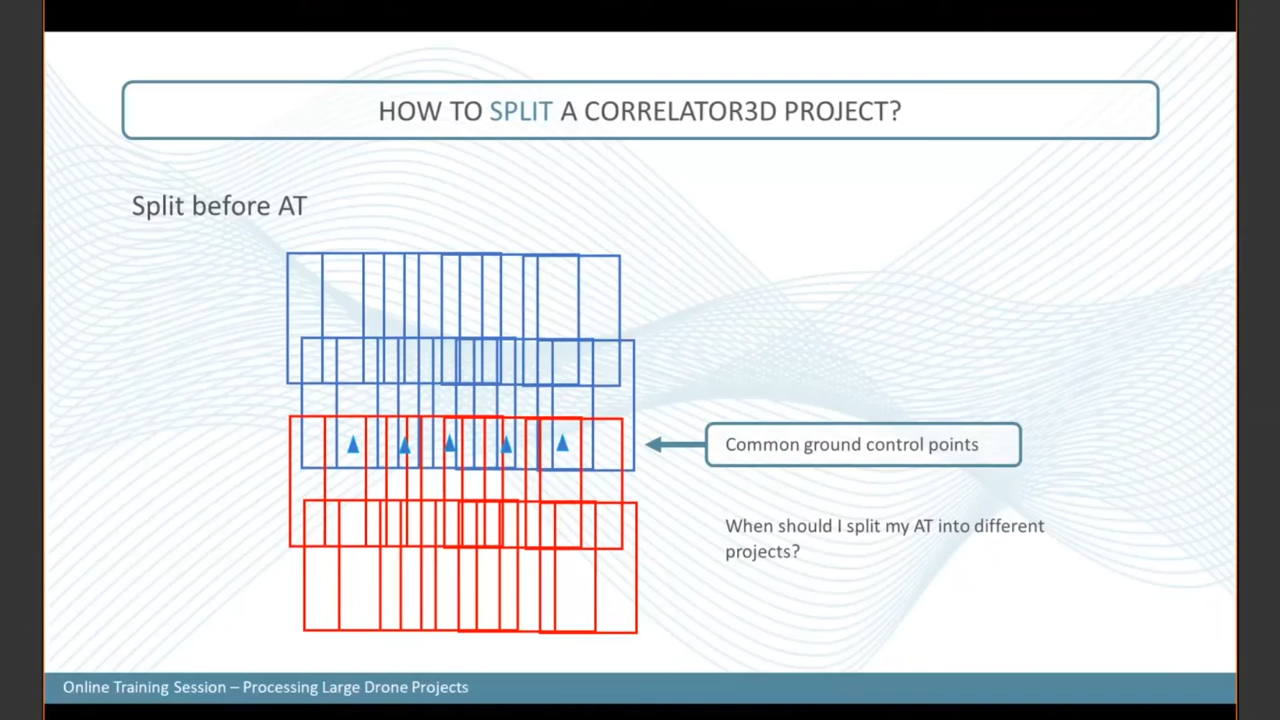 HOW TO SPLIT A CORRELATOR3D PROJECT?
Split before AT
Common ground control points
When should I split my AT into different
projects?
Online Training Session – Processing Large Drone Projects